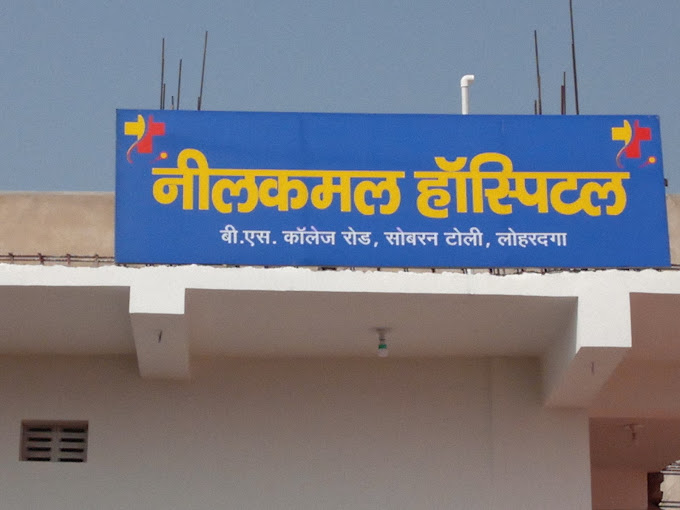 नीलकमल हॉस्पिटल
बी.एस. कॉलेज रोड, सोबरन टोली, लोहरदगा